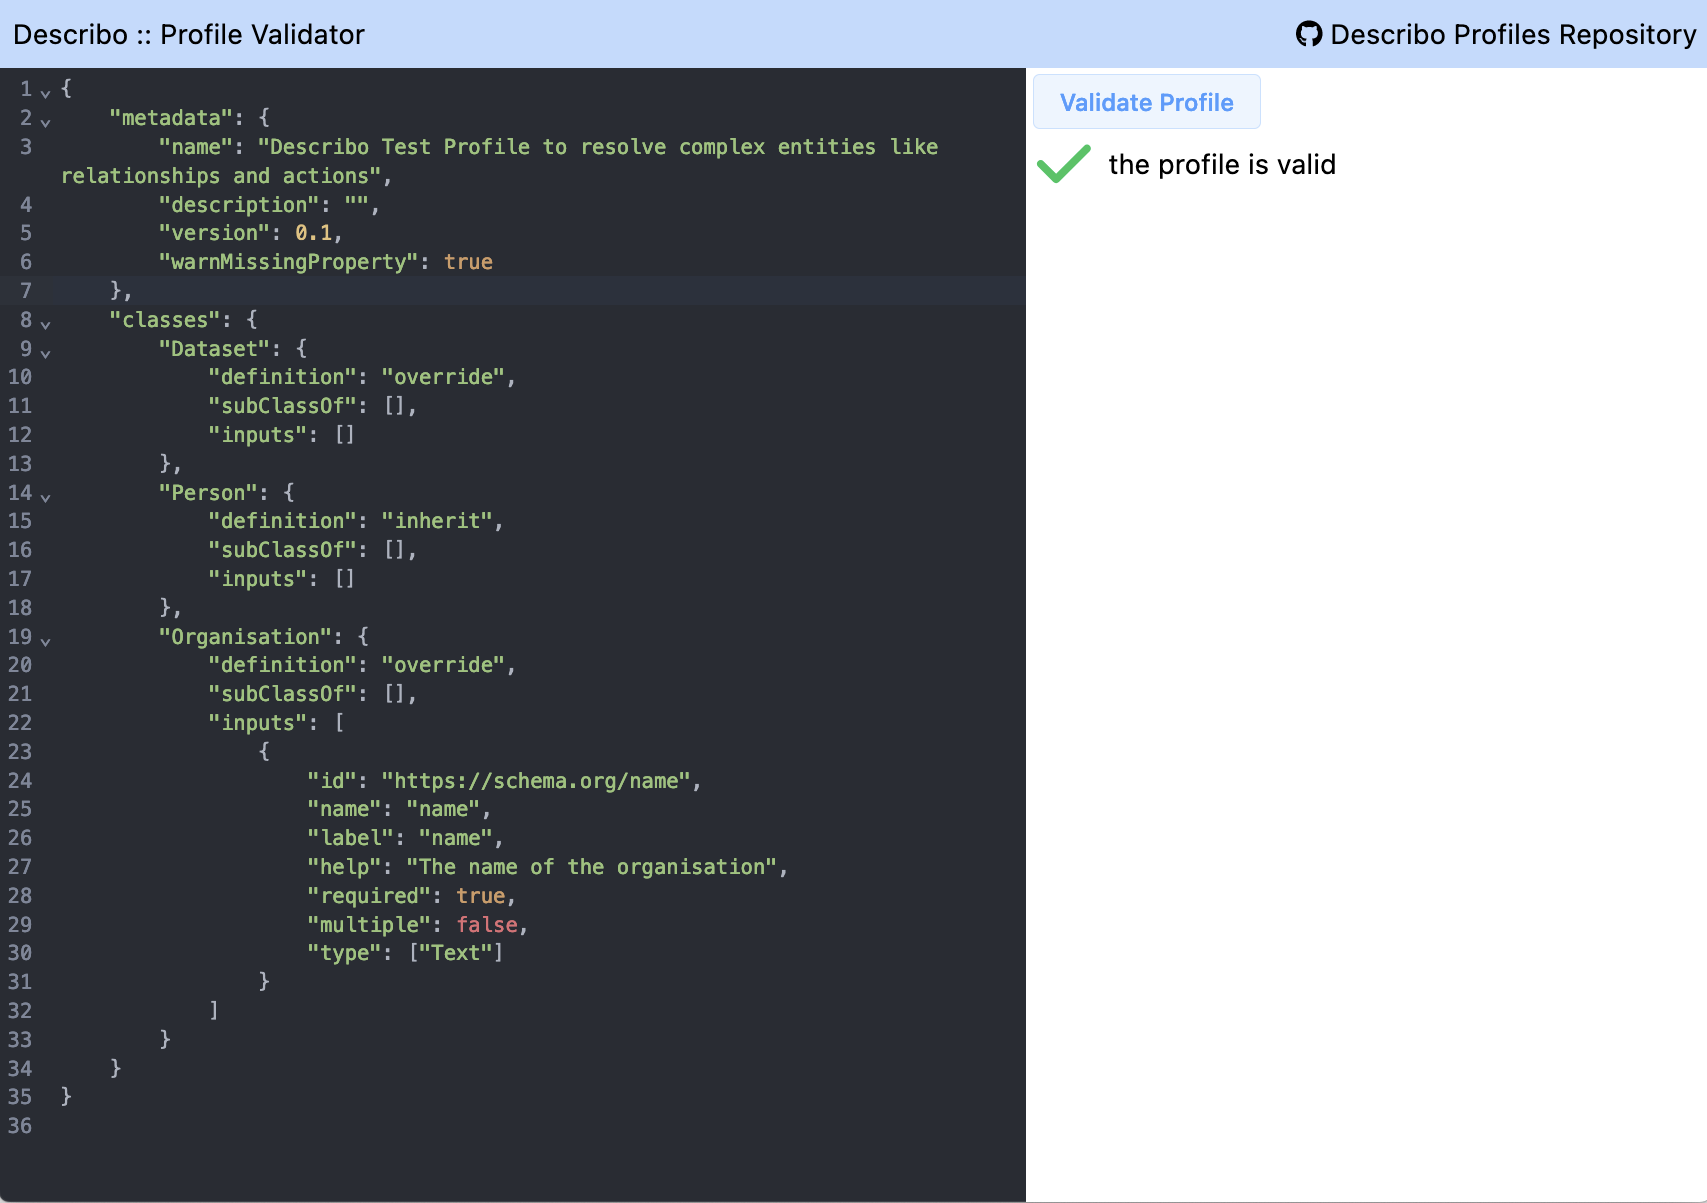 Describo :: Profile Validator
Describo Profiles Repository
1 {
2     "metadata": {
3         "name": "Describo Test Profile to resolve complex entities like
relationships and actions",
4         "description": "",
5         "version": 0.1,
6         "warnMissingProperty": true
7     },
8     "classes": {
9         "Dataset": {
10             "definition": "override",
11             "subClassOf": [],
12             "inputs": []
13         },
14         "Person": {
15             "definition": "inherit",
16             "subClassOf": [],
17             "inputs": []
18         },
19         "Organisation": {
20             "definition": "override",
21             "subClassOf": [],
22             "inputs": [
23                 {
24                     "id": "https://schema.org/name",
25                     "name": "name",
26                     "label": "name",
27                     "help": "The name of the organisation",
28                     "required": true,
29                     "multiple": false,
30                     "type": ["Text"]
31                 }
32             ]
33         }
34     }
35 }
36
Validate Profile
the profile is valid